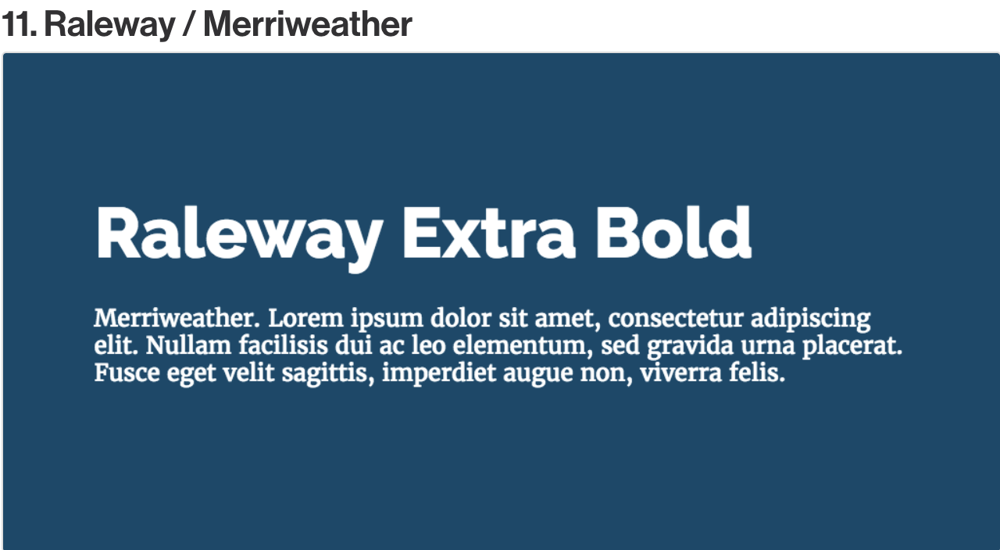 11. Raleway / Merriweather
Raleway Extra Bold
Merriweather. Lorem ipsum dolor sit amet, consectetur adipiscing
elit. Nullam facilisis dui ac leo elementum, sed gravida urna placerat.
Fusce eget velit sagittis, imperdiet augue non, viverra felis.